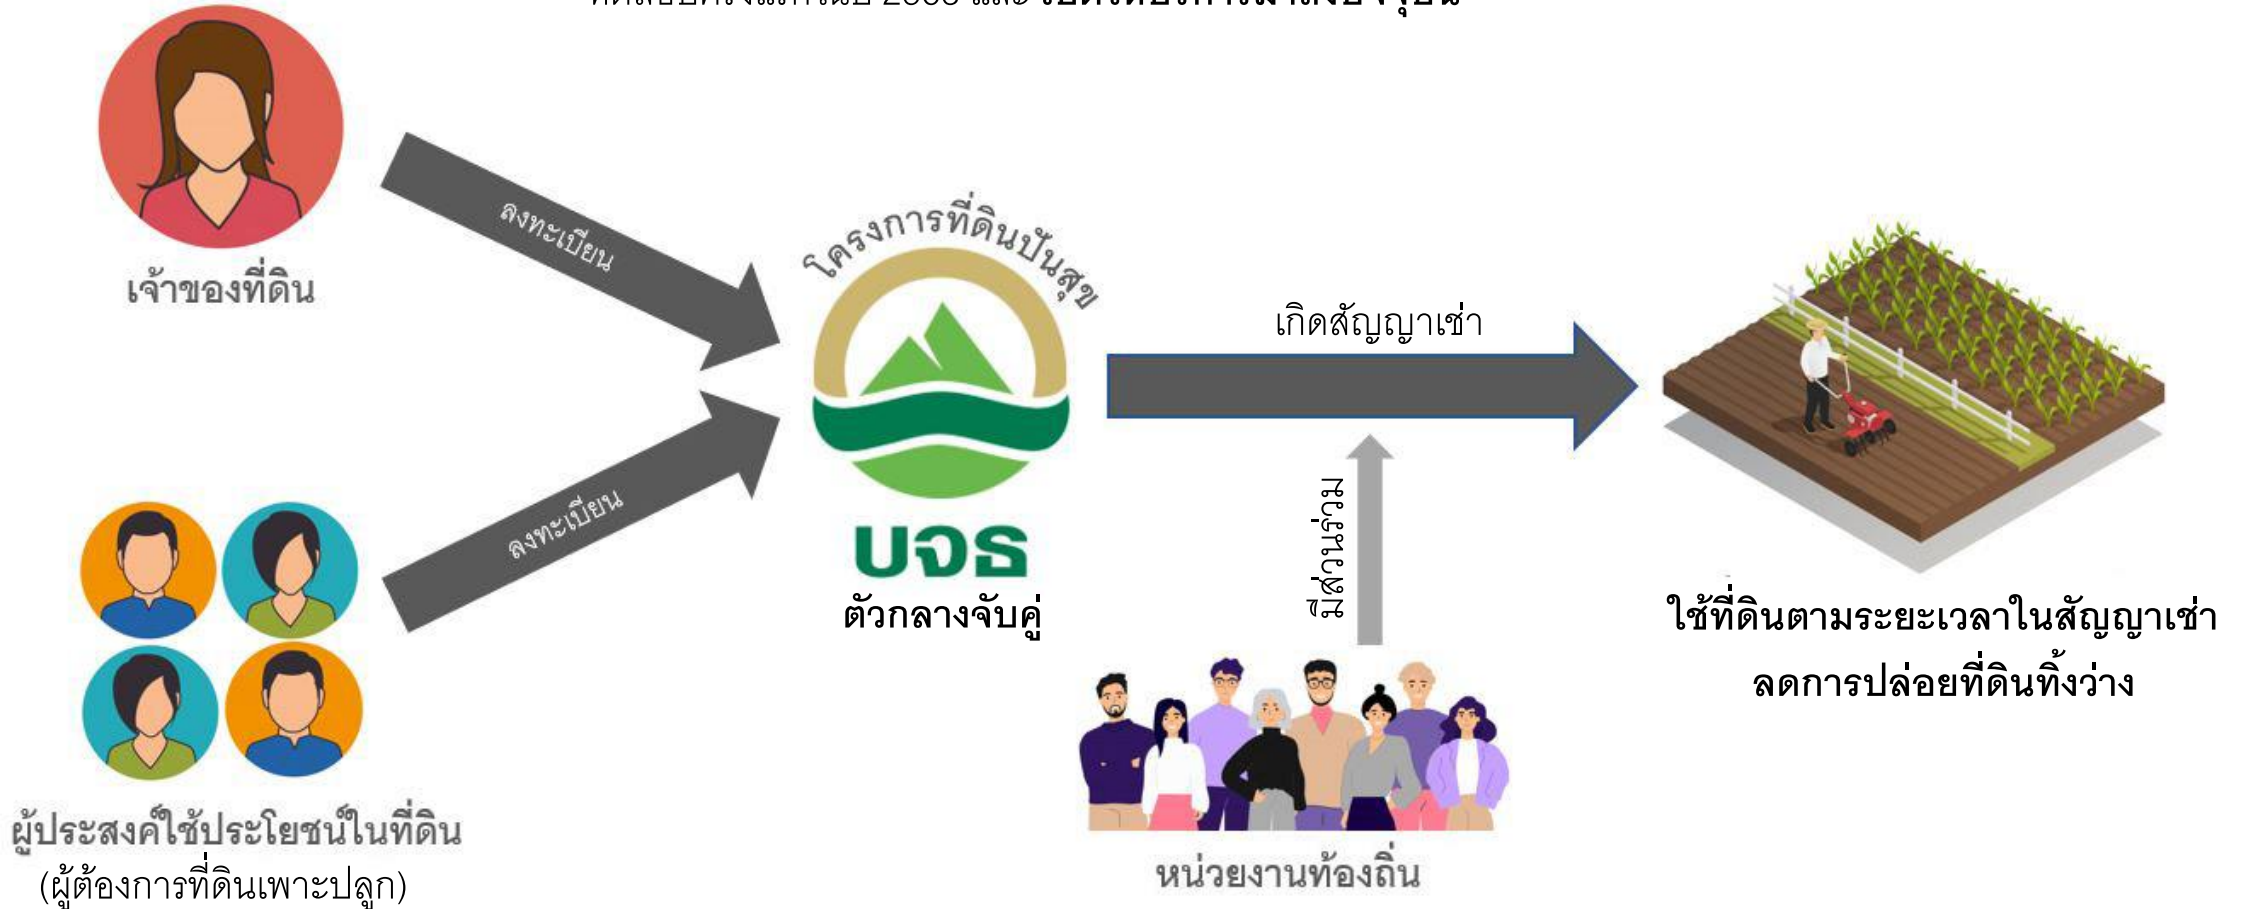 เจ้าของที่ดิน
ลงทะเบียน
โครงการที่ดินปันสุข
บจธ
ตัวกลางจับคู่
ลงทะเบียน
ผู้ประสงค์ใช้ประโยชน์ในที่ดิน
(ผู้ต้องการที่ดินเพาะปลูก)
เกิดสัญญาเช่า
มีส่วนร่วม
หน่วยงานท้องถิ่น
ใช้ที่ดินตามระยะเวลาในสัญญาเช่า
ลดการปล่อยที่ดินทิ้งว่าง